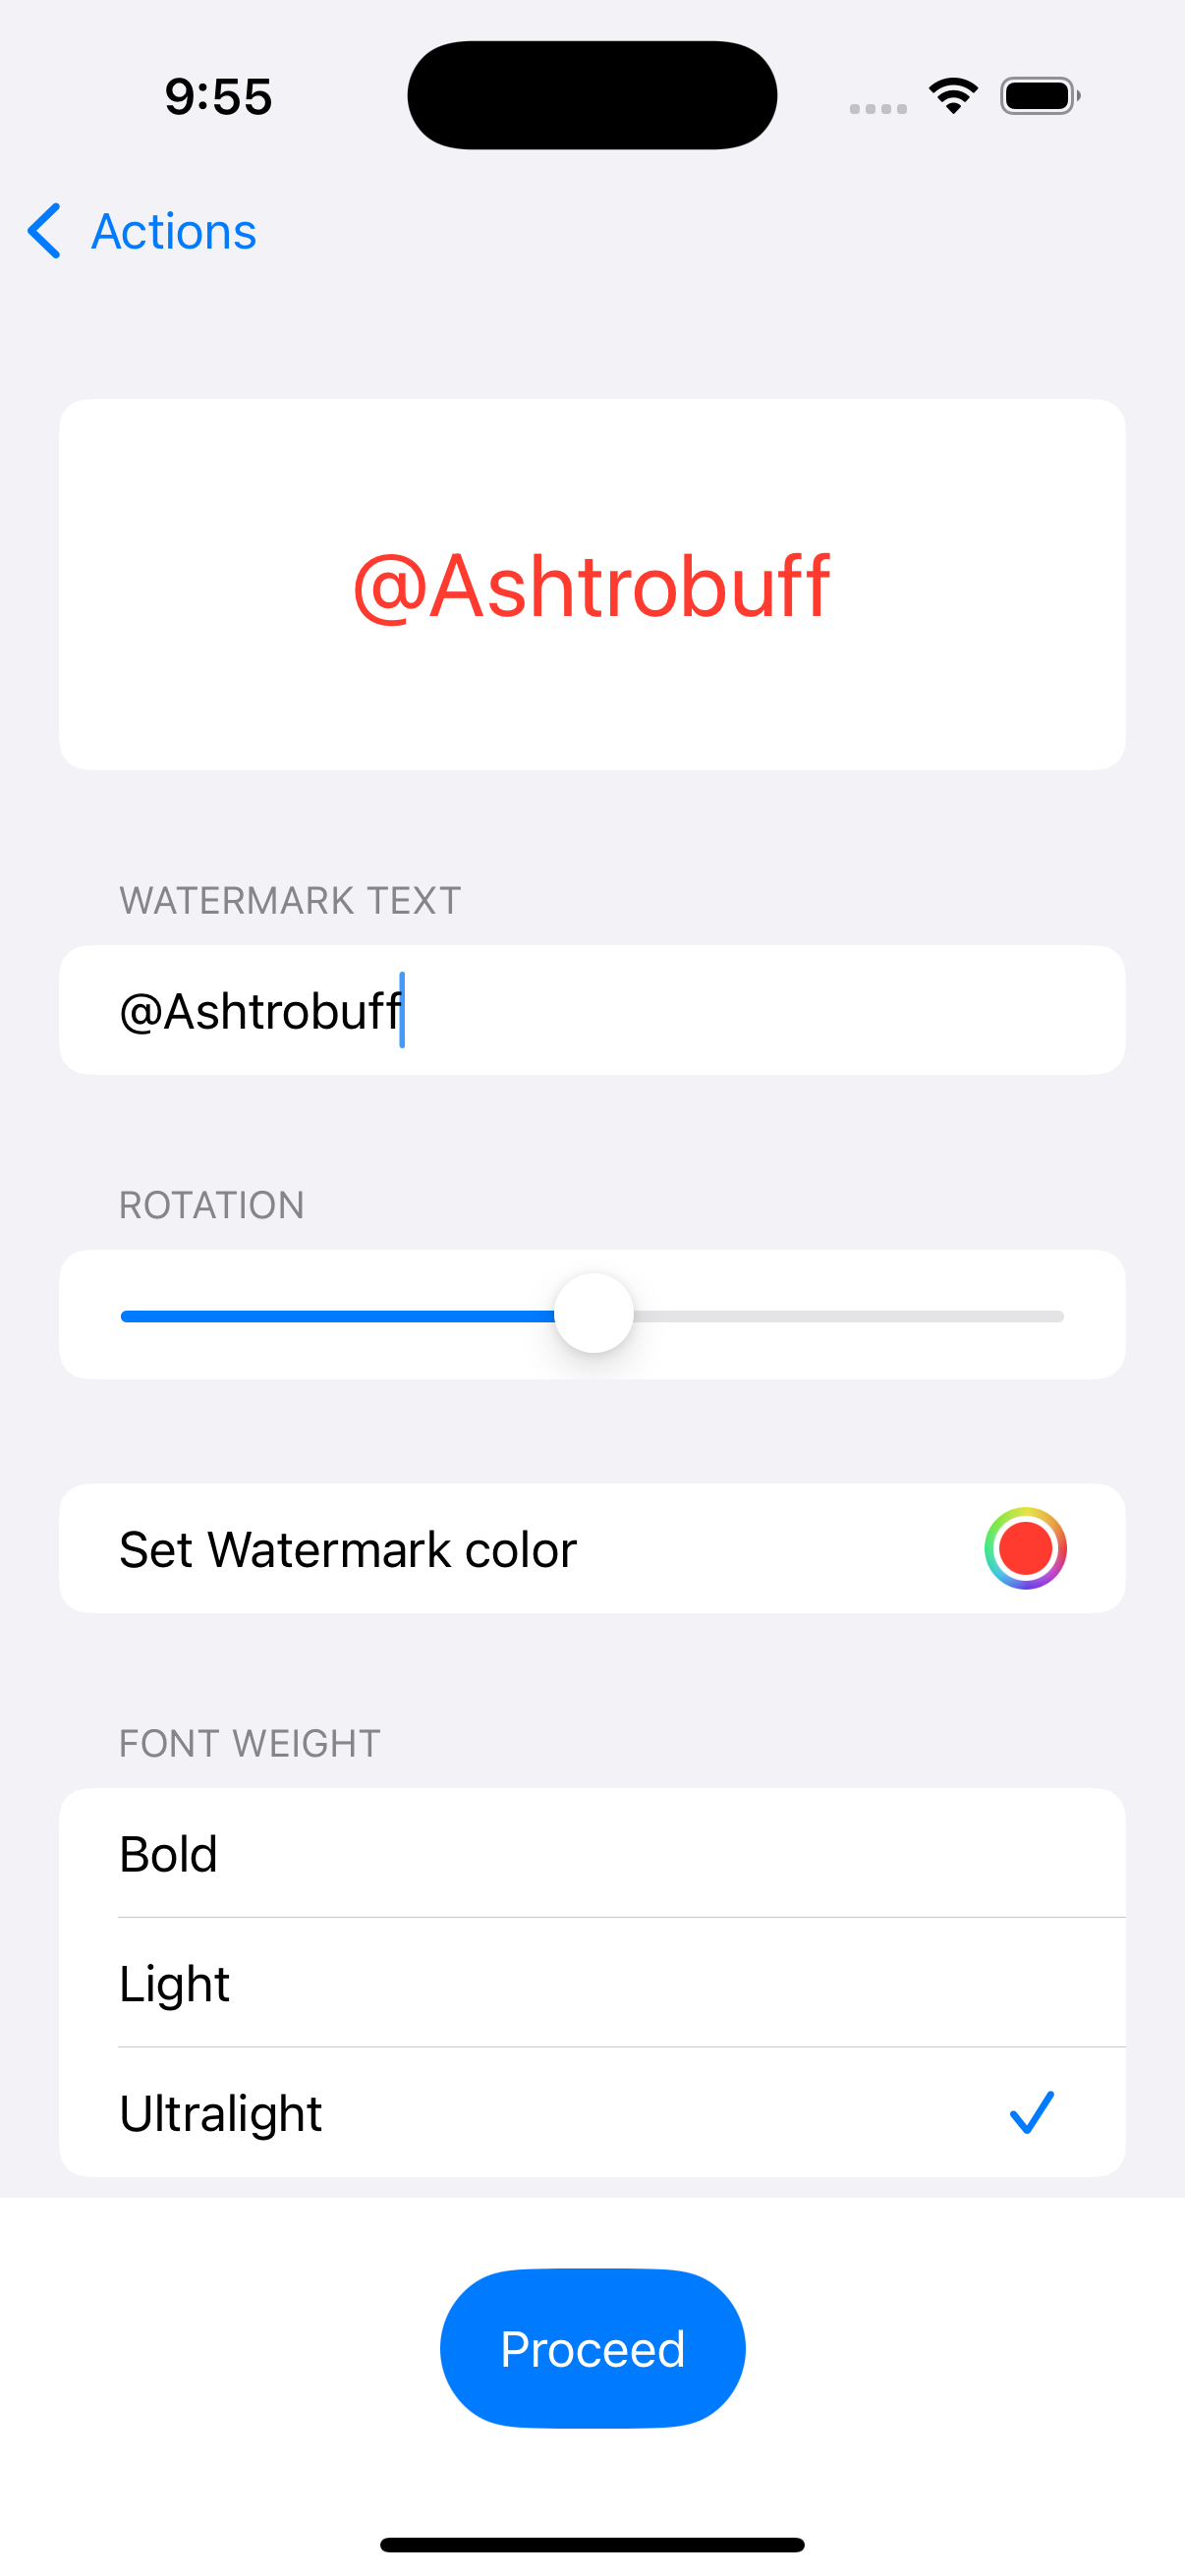 9:55
Actions
@Ashtrobuff
WATERMARK TEXT
@Ashtrobuff
ROTATION
Set Watermark color
FONT WEIGHT
Bold
Light
Ultralight
Proceed